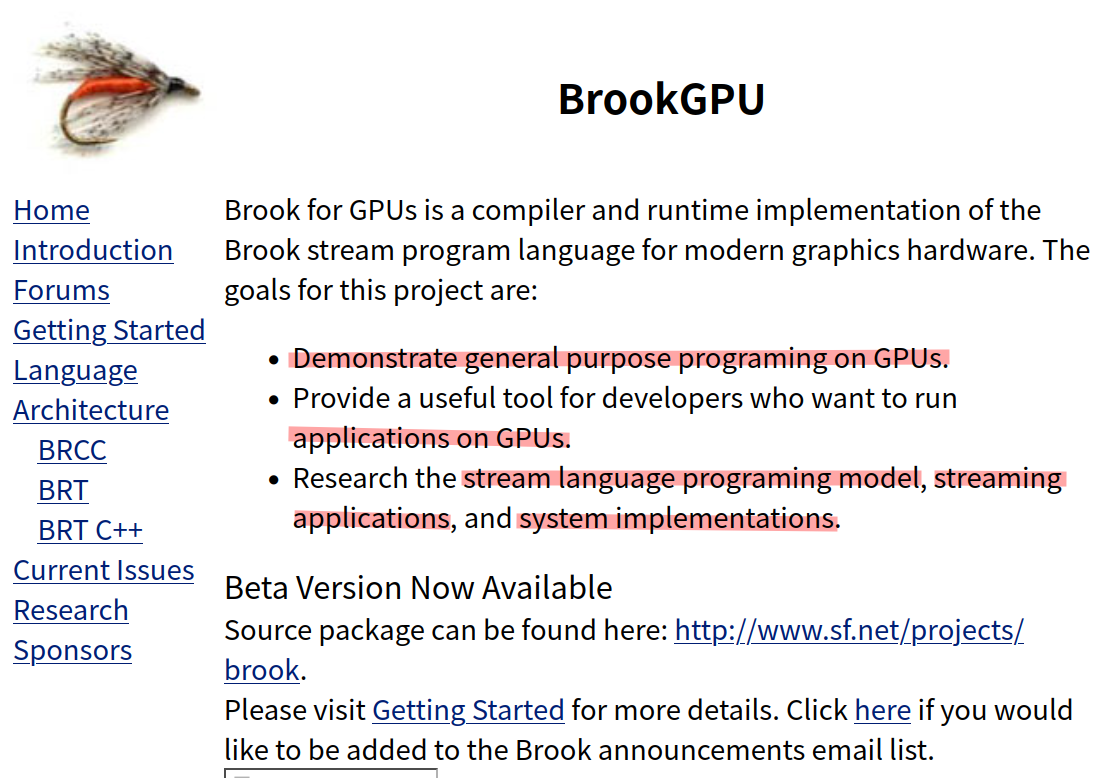 BrookGPU
Home
Introduction
Forums
Getting Started
Language
Architecture
BRCC
BRT
BRT C++
Current Issues
Research
Sponsors
Brook for GPUs is a compiler and runtime implementation of the
Brook stream program language for modern graphics hardware. The
goals for this project are:
• Demonstrate general purpose programing on GPUs.
• Provide a useful tool for developers who want to run
applications on GPUs.
• Research the stream language programing model, streaming
applications, and system implementations.
Beta Version Now Available
Source package can be found here: http://www.sf.net/projects/
brook.
Please visit Getting Started for more details. Click here if you would
like to be added to the Brook announcements email list.